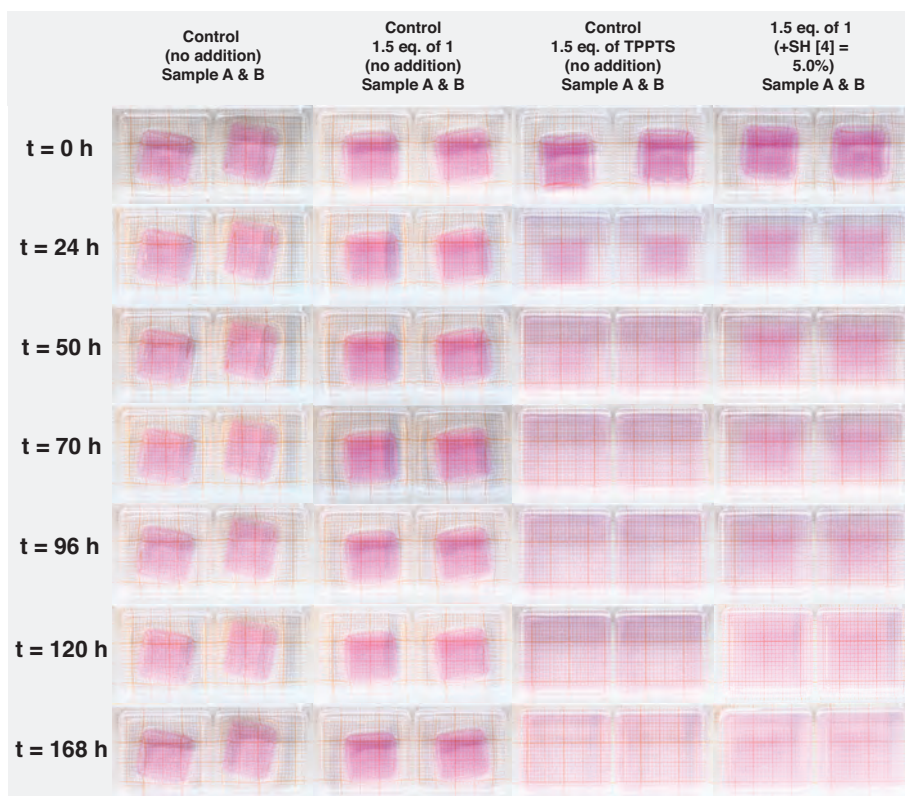 Control
(no addition)
Sample A & B
Control
1.5 eq. of 1
(no addition)
Sample A & B
Control
1.5 eq. of TPPTS
(no addition)
Sample A & B
1.5 eq. of 1
(+SH [4] =
5.0%)
Sample A & B
t = 0 h
t = 24 h
t = 50 h
t = 70 h
t = 96 h
t = 120 h
t = 168 h